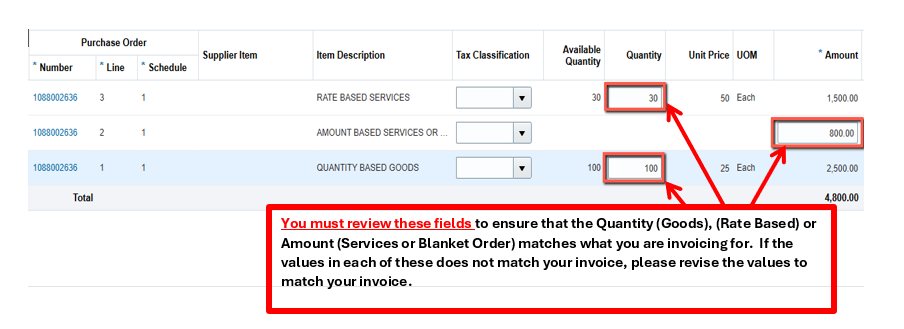 Purchase Order
* Number * Line * Schedule Supplier Item Item Description Tax Classification Available Quantity Quantity Unit Price UOM * Amount
1088002636 3 1 RATE BASED SERVICES 30 30 50 Each 1,500.00
1088002636 2 1 AMOUNT BASED SERVICES OR ... 800.00
1088002636 1 1 QUANTITY BASED GOODS 100 100 25 Each 2,500.00
Total 4,800.00
You must review these fields to ensure that the Quantity (Goods), (Rate Based) or
Amount (Services or Blanket Order) matches what you are invoicing for. If the
values in each of these does not match your invoice, please revise the values to
match your invoice.